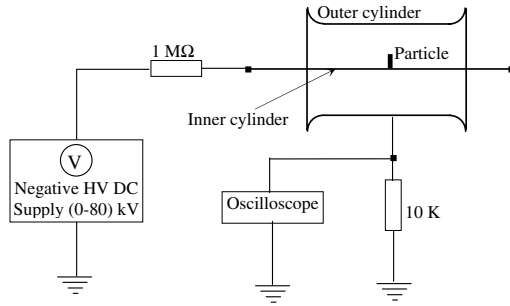 Outer cylinder
1 MΩ
Particle
Inner cylinder
V
Negative HV DC
Supply (0-80) kV
Oscilloscope
10 K